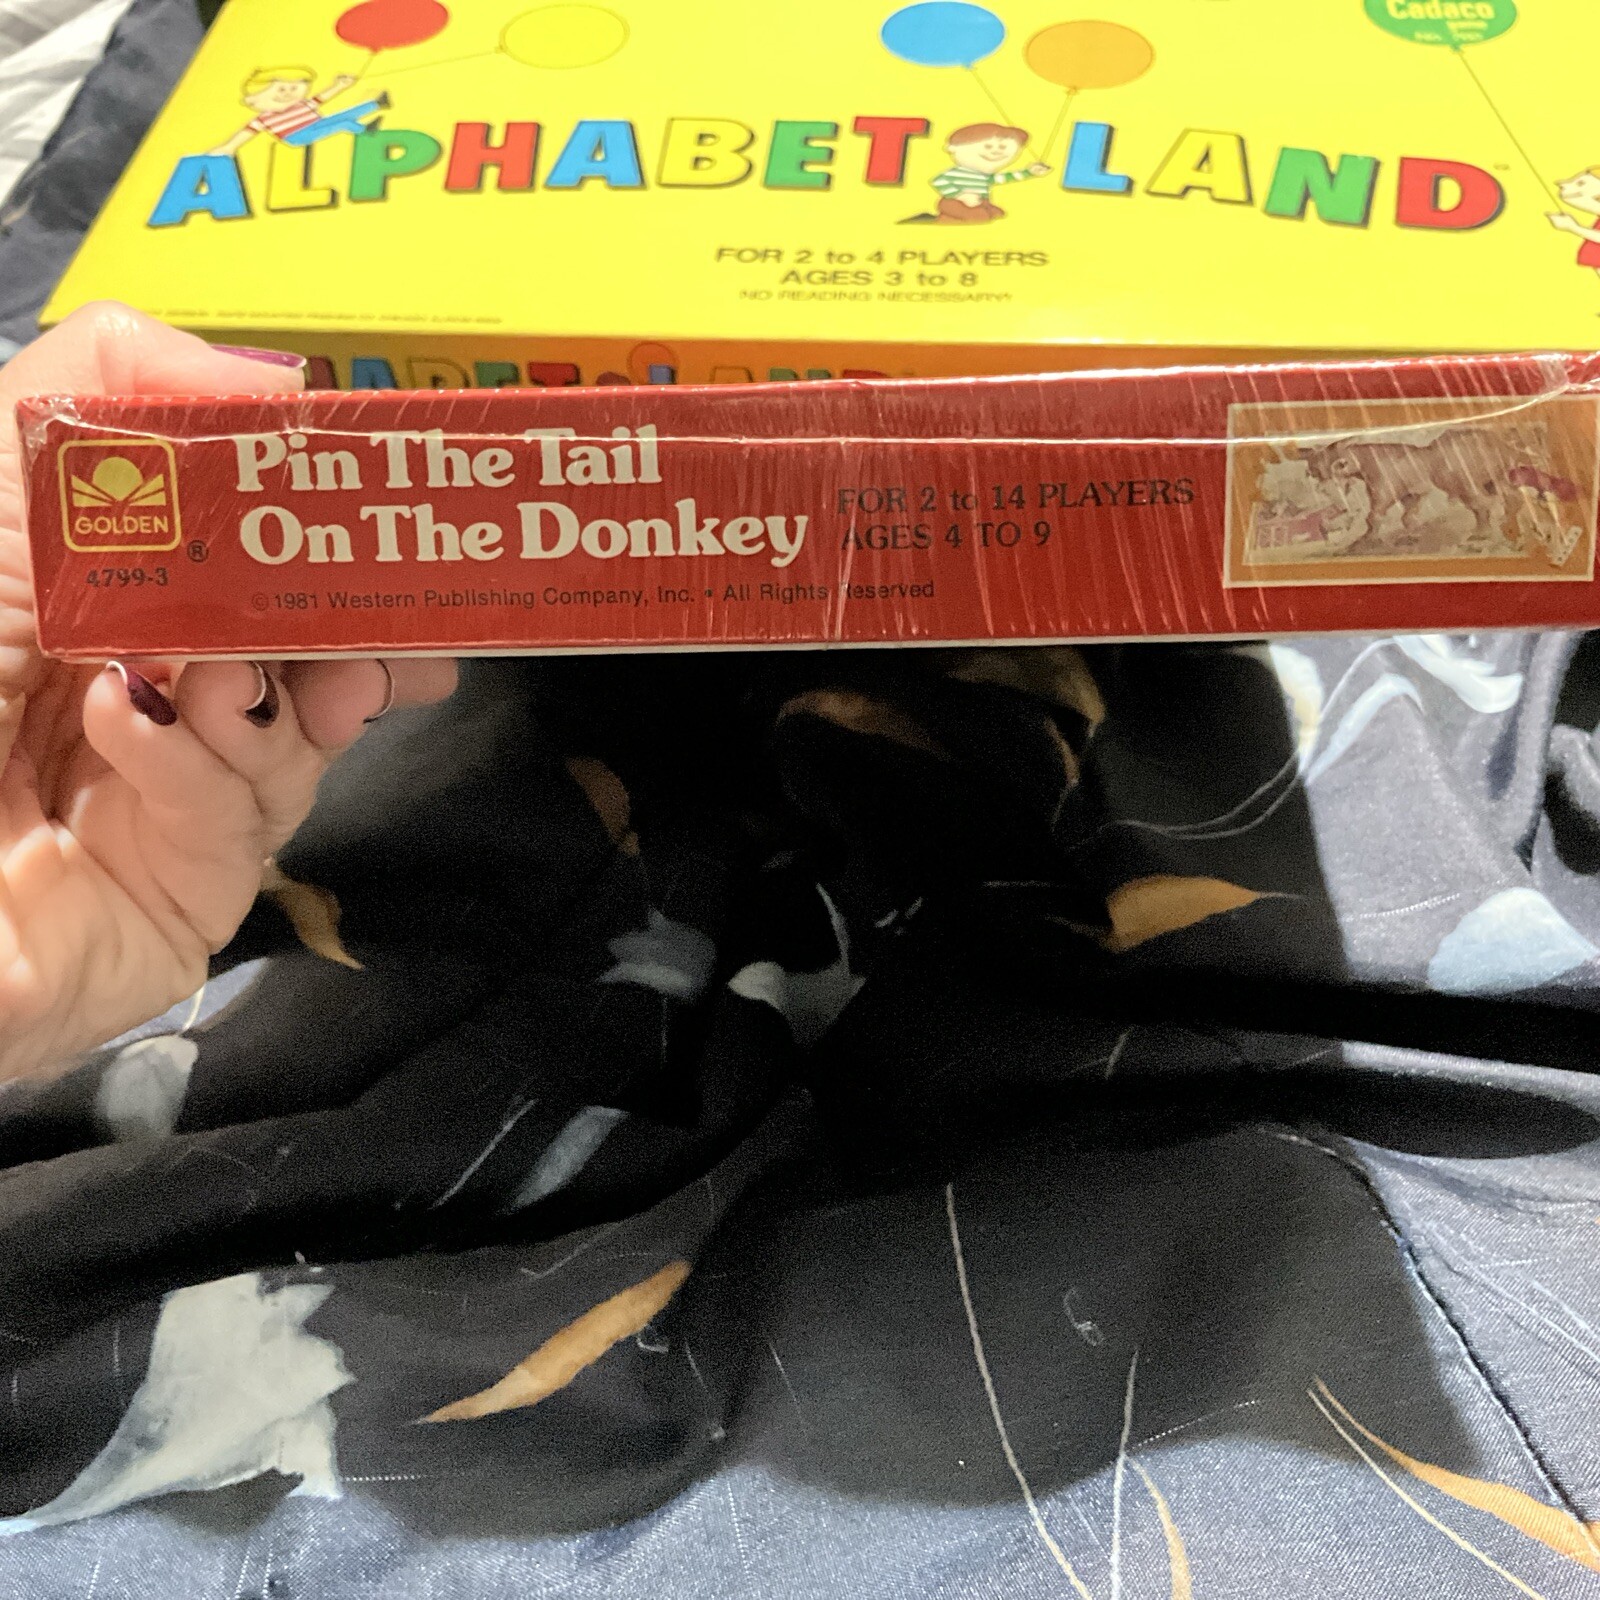 Cadaco
game
ALPHABET LAND
FOR 2 to 4 PLAYERS
AGES 3 to 8
NO READING NECESSARY!
Pin The Tail
On The Donkey
FOR 2 to 14 PLAYERS
AGES 4 TO 9
GOLDEN
®
4799-3
©1981 Western Publishing Company, Inc. • All Rights Reserved